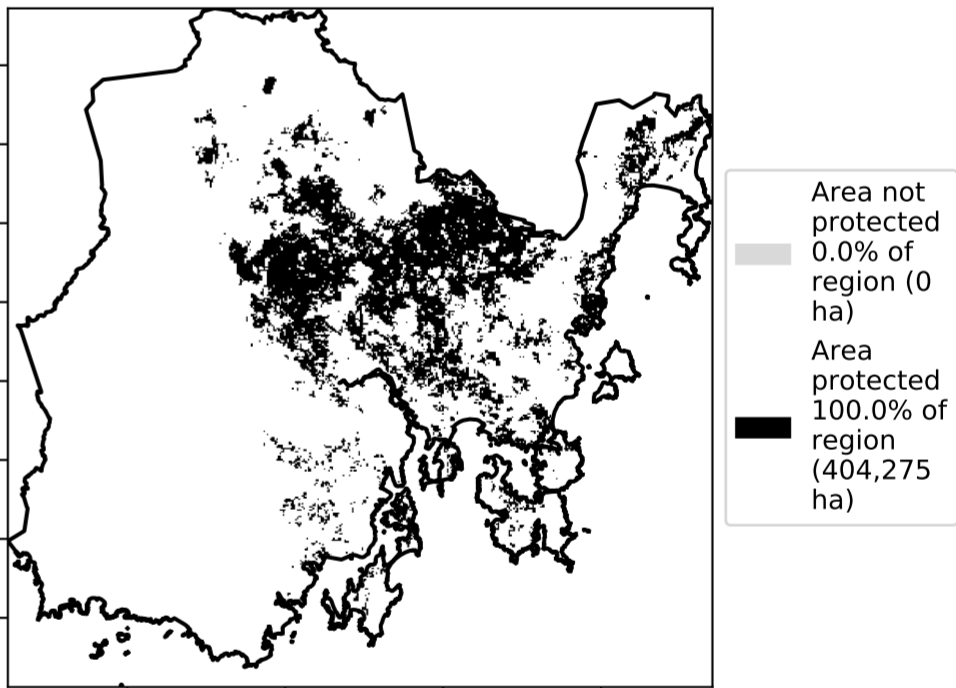 Area not
protected
0.0% of
region (0
ha)
Area
protected
100.0% of
region
(404,275
ha)